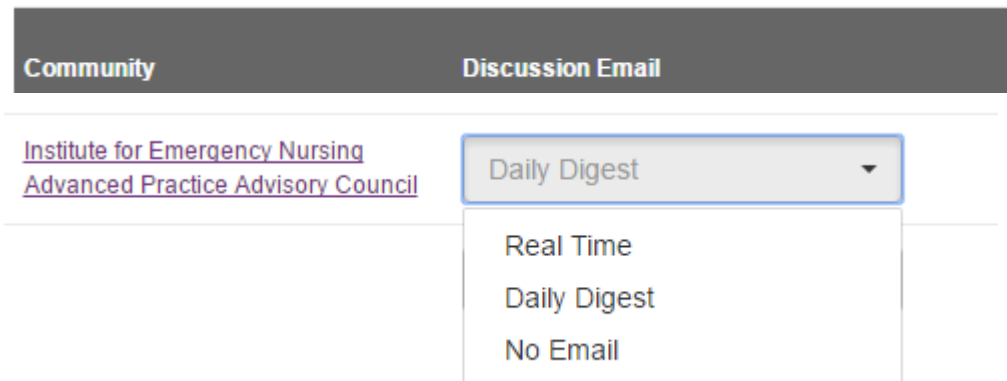 Community Discussion Email
Institute for Emergency Nursing
Advanced Practice Advisory Council
Daily Digest
Real Time
Daily Digest
No Email